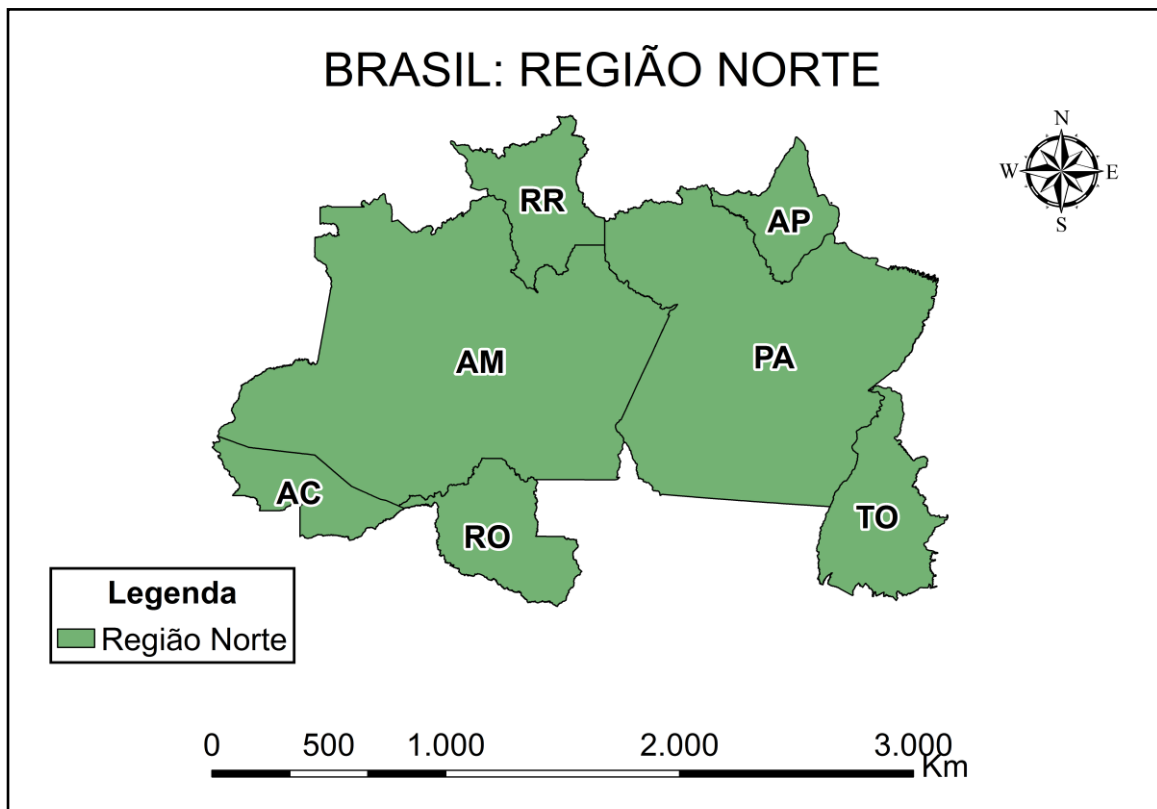 BRASIL: REGIÃO NORTE
N
W E
S
RR
AP
AM
PA
AC
RO
TO
Legenda
Região Norte
0 500 1.000 2.000 3.000
Km